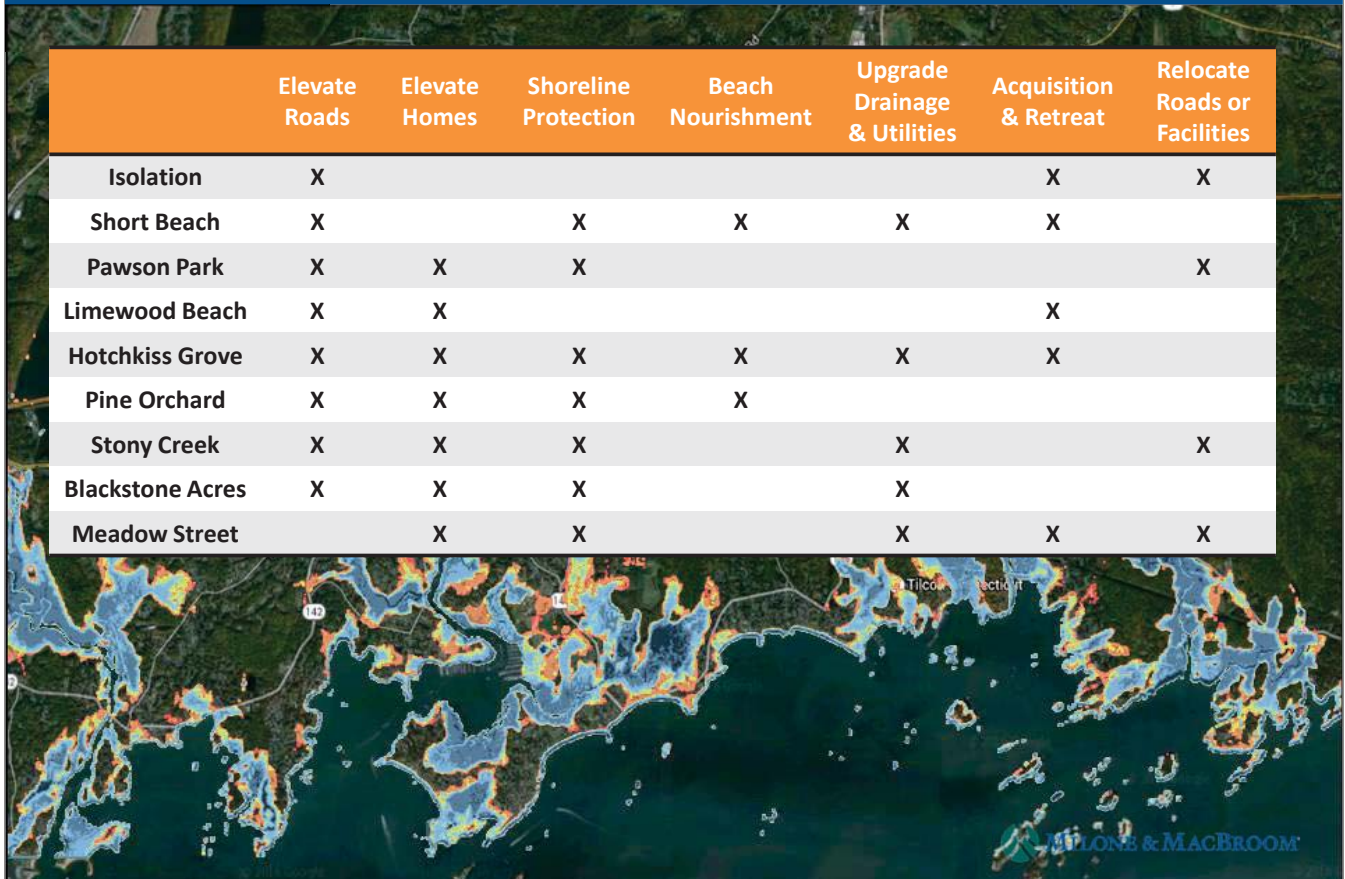 Elevate Roads Elevate Homes Shoreline Protection Beach Nourishment Upgrade Drainage & Utilities Acquisition & Retreat Relocate Roads or Facilities
Isolation X X X
Short Beach X X X X X
Pawson Park X X X X
Limewood Beach X X X
Hotchkiss Grove X X X X X X
Pine Orchard X X X X
Stony Creek X X X X X
Blackstone Acres X X X X
Meadow Street X X X X X
142
MILONE & MACBROOM